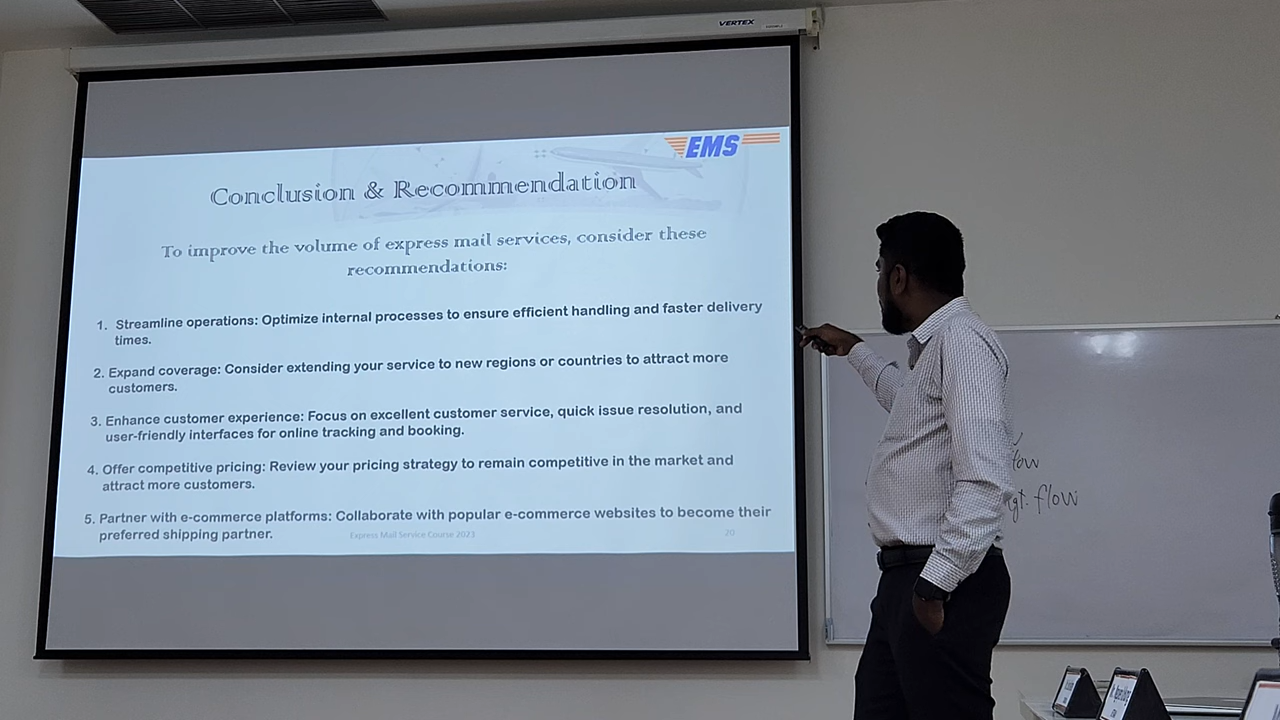 VERTEX
EMS
Conclusion & Recommendation
To improve the volume of express mail services, consider these
recommendations:
1. Streamline operations: Optimize internal processes to ensure efficient handling and faster delivery
times.
2. Expand coverage: Consider extending your service to new regions or countries to attract more
customers.
3. Enhance customer experience: Focus on excellent customer service, quick issue resolution, and
user-friendly interfaces for online tracking and booking.
4. Offer competitive pricing: Review your pricing strategy to remain competitive in the market and
attract more customers.
5. Partner with e-commerce platforms: Collaborate with popular e-commerce websites to become their
preferred shipping partner.
Express Mail Service Course 2023
20
flow